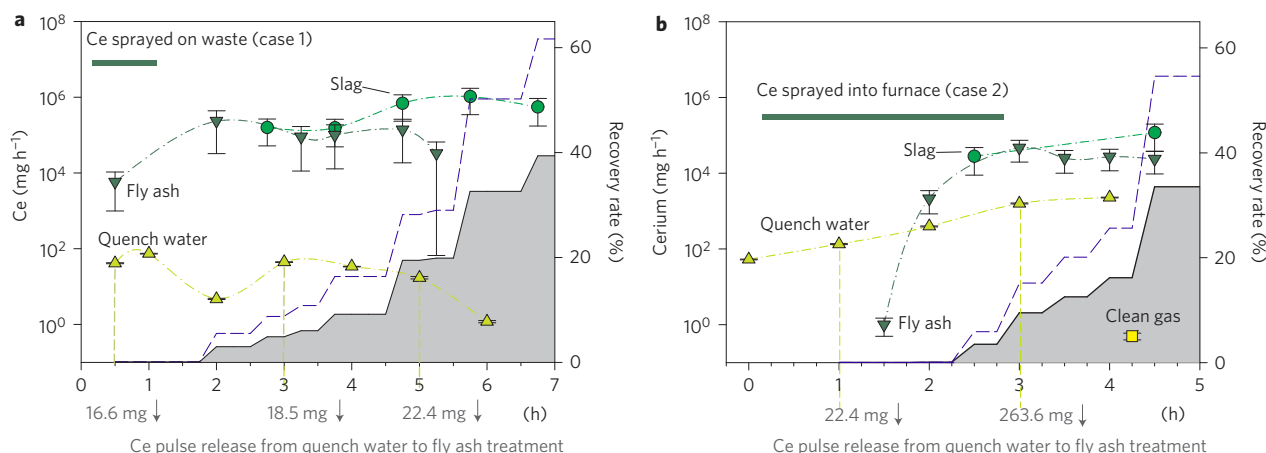 a
Ce sprayed on waste (case 1)
Slag
Fly ash
Quench water
Ce (mg h⁻¹)
10⁸
10⁶
10⁴
10²
10⁰
Recovery rate (%)
60
40
20
0
0 1 2 3 4 5 6 7
16.6 mg ↓ 18.5 mg ↓ 22.4 mg ↓ (h)
Ce pulse release from quench water to fly ash treatment
b
Ce sprayed into furnace (case 2)
Slag
Quench water
Fly ash
Clean gas
Cerium (mg h⁻¹)
10⁸
10⁶
10⁴
10²
10⁰
Recovery rate (%)
60
40
20
0
0 1 2 3 4 5
22.4 mg ↓ 263.6 mg ↓ (h)
Ce pulse release from quench water to fly ash treatment